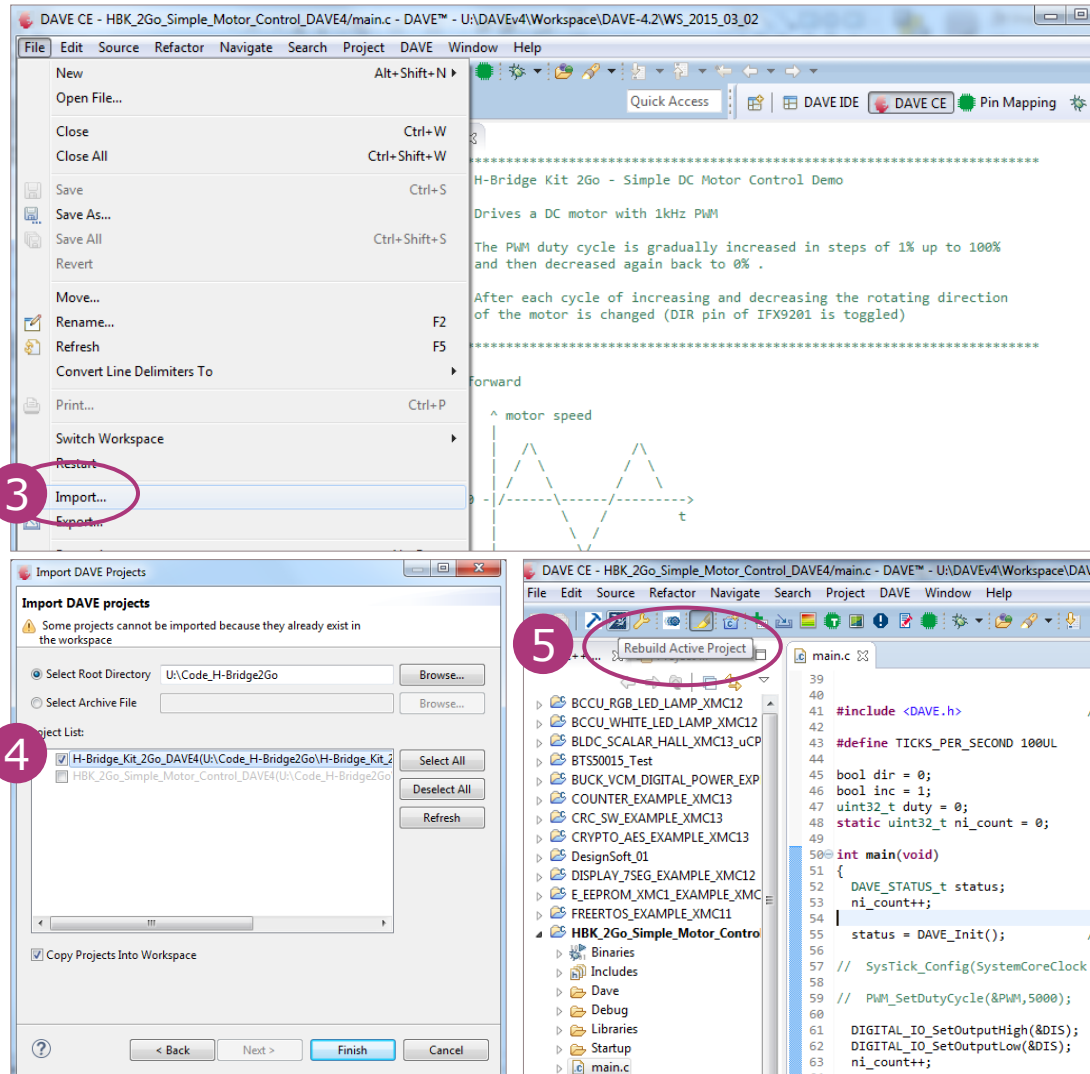 DAVE CE - HBK_2Go_Simple_Motor_Control_DAVE4/main.c - DAVE™ - U:\DAVEv4\Workspace\DAVE-4.2\WS_2015_03_02
File Edit Source Refactor Navigate Search Project DAVE Window Help
New Alt+Shift+N
Open File...
Quick Access DAVE IDE DAVE CE Pin Mapping
Close Ctrl+W
Close All Ctrl+Shift+W
Save Ctrl+S
Save As...
Save All Ctrl+Shift+S
Revert
Move...
Rename... F2
Refresh F5
Convert Line Delimiters To
Print... Ctrl+P
Switch Workspace
Restart
3
Import...
Export...
*****************************************************************************
H-Bridge Kit 2Go - Simple DC Motor Control Demo
Drives a DC motor with 1kHz PWM
The PWM duty cycle is gradually increased in steps of 1% up to 100%
and then decreased again back to 0% .
After each cycle of increasing and decreasing the rotating direction
of the motor is changed (DIR pin of IFX9201 is toggled)
*****************************************************************************
forward
^ motor speed
0 -|/------\------/--------->
t
Import DAVE Projects
Import DAVE projects
Some projects cannot be imported because they already exist in
the workspace
Select Root Directory U:\Code_H-Bridge2Go Browse...
Select Archive File Browse...
4
Project List:
H-Bridge_Kit_2Go_DAVE4(U:\Code_H-Bridge2Go\H-Bridge_Kit_2
HBK_2Go_Simple_Motor_Control_DAVE4(U:\Code_H-Bridge2Go
Select All
Deselect All
Refresh
Copy Projects Into Workspace
< Back Next > Finish Cancel
DAVE CE - HBK_2Go_Simple_Motor_Control_DAVE4/main.c - DAVE™ - U:\DAVEv4\Workspace\DAV
File Edit Source Refactor Navigate Search Project DAVE Window Help
5
Rebuild Active Project
BCCU_RGB_LED_LAMP_XMC12
BCCU_WHITE_LED_LAMP_XMC12
BLDC_SCALAR_HALL_XMC13_uCP
BTS50015_Test
BUCK_VCM_DIGITAL_POWER_EXP
COUNTER_EXAMPLE_XMC13
CRC_SW_EXAMPLE_XMC13
CRYPTO_AES_EXAMPLE_XMC13
DesignSoft_01
DISPLAY_7SEG_EXAMPLE_XMC12
E_EEPROM_XMC1_EXAMPLE_XMC
FREERTOS_EXAMPLE_XMC11
HBK_2Go_Simple_Motor_Contro
Binaries
Includes
Dave
Debug
Libraries
Startup
main.c
main.c
39
40
41 #include <DAVE.h> /
42
43 #define TICKS_PER_SECOND 100UL
44
45 bool dir = 0;
46 bool inc = 1;
47 uint32_t duty = 0;
48 static uint32_t ni_count = 0;
49
50 int main(void)
51 {
52 DAVE_STATUS_t status;
53 ni_count++;
54
55 status = DAVE_Init(); /
56
57 // SysTick_Config(SystemCoreClock
58
59 // PWM_SetDutyCycle(&PWM,5000);
60
61 DIGITAL_IO_SetOutputHigh(&DIS);
62 DIGITAL_IO_SetOutputLow(&DIS);
63 ni_count++;